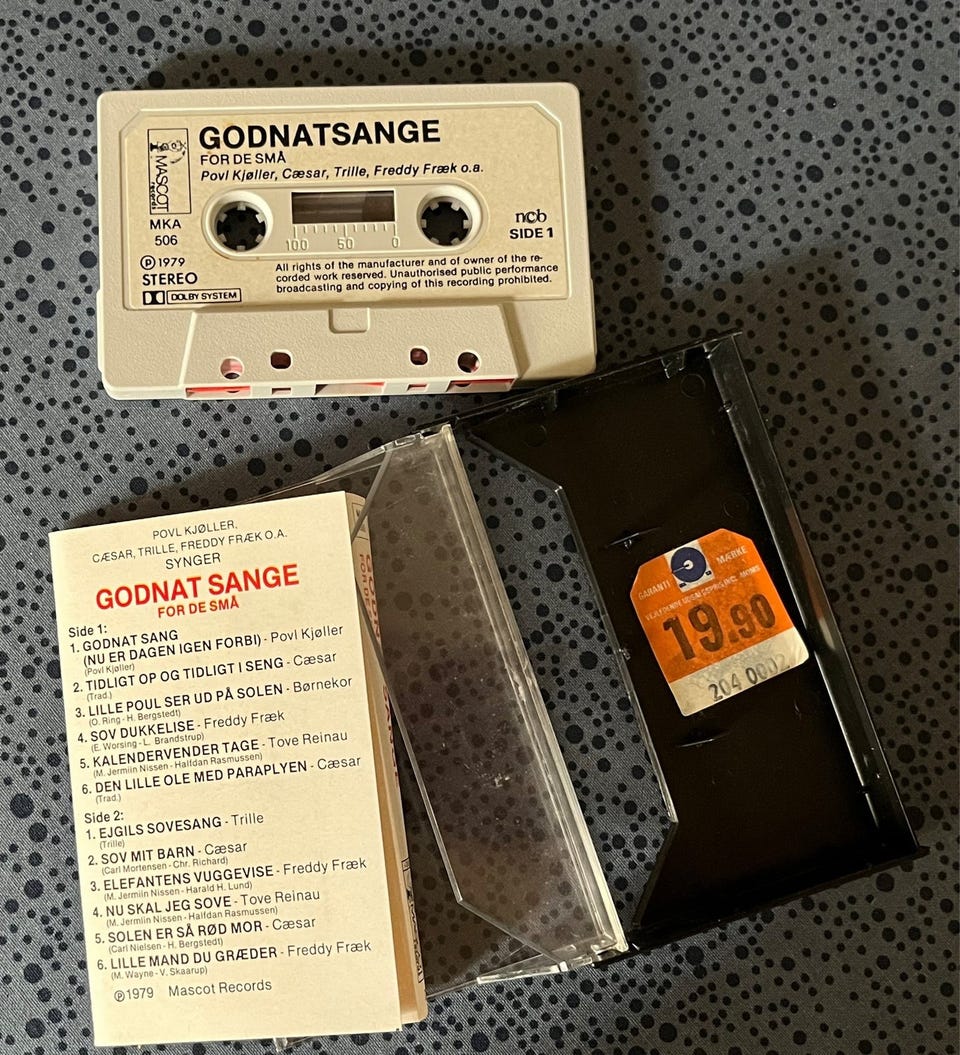 MASCOT
records
GODNATSANGE
FOR DE SMÅ
Povl Kjøller, Cæsar, Trille, Freddy Fræk o.a.
MKA
506
ncb
SIDE 1
100 50 0
Ⓟ1979
STEREO
DOLBY SYSTEM
All rights of the manufacturer and of owner of the re-
corded work reserved. Unauthorised public performance
broadcasting and copying of this recording prohibited.
POVL KJØLLER,
CÆSAR, TRILLE, FREDDY FRÆK O.A.
SYNGER
GODNAT SANGE
FOR DE SMÅ
Side 1:
1. GODNAT SANG
(NU ER DAGEN IGEN FORBI) - Povl Kjøller
(Povl Kjøller)
2. TIDLIGT OP OG TIDLIGT I SENG - Cæsar
(Trad.)
3. LILLE POUL SER UD PÅ SOLEN - Børnekor
(O. Ring - H. Bergstedt)
4. SOV DUKKELISE - Freddy Fræk
(E. Worsing - L. Brandstrup)
5. KALENDERVENDER TAGE - Tove Reinau
(M. Jermiin Nissen - Halfdan Rasmussen)
6. DEN LILLE OLE MED PARAPLYEN - Cæsar
(Trad.)
Side 2:
1. EJGILS SOVESANG - Trille
(Trille)
2. SOV MIT BARN - Cæsar
(Carl Mortensen - Chr. Richard)
3. ELEFANTENS VUGGEVISE - Freddy Fræk
(M. Jermiin Nissen - Harald H. Lund)
4. NU SKAL JEG SOVE - Tove Reinau
(M. Jermiin Nissen - Halfdan Rasmussen)
5. SOLEN ER SÅ RØD MOR - Cæsar
(Carl Nielsen - H. Bergstedt)
6. LILLE MAND DU GRÆDER - Freddy Fræk
(M. Wayne - V. Skaarup)
Ⓟ1979 Mascot Records
GARANTI MÆRKE
VEJLEDENDE UDSALGSPRIS INC. MOMS
19.90
204 0002